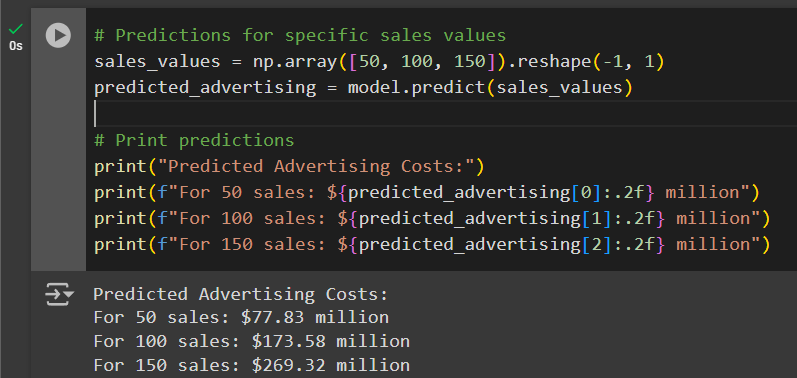 0s
# Predictions for specific sales values
sales_values = np.array([50, 100, 150]).reshape(-1, 1)
predicted_advertising = model.predict(sales_values)
# Print predictions
print("Predicted Advertising Costs:")
print(f"For 50 sales: ${predicted_advertising[0]:.2f} million")
print(f"For 100 sales: ${predicted_advertising[1]:.2f} million")
print(f"For 150 sales: ${predicted_advertising[2]:.2f} million")
Predicted Advertising Costs:
For 50 sales: $77.83 million
For 100 sales: $173.58 million
For 150 sales: $269.32 million